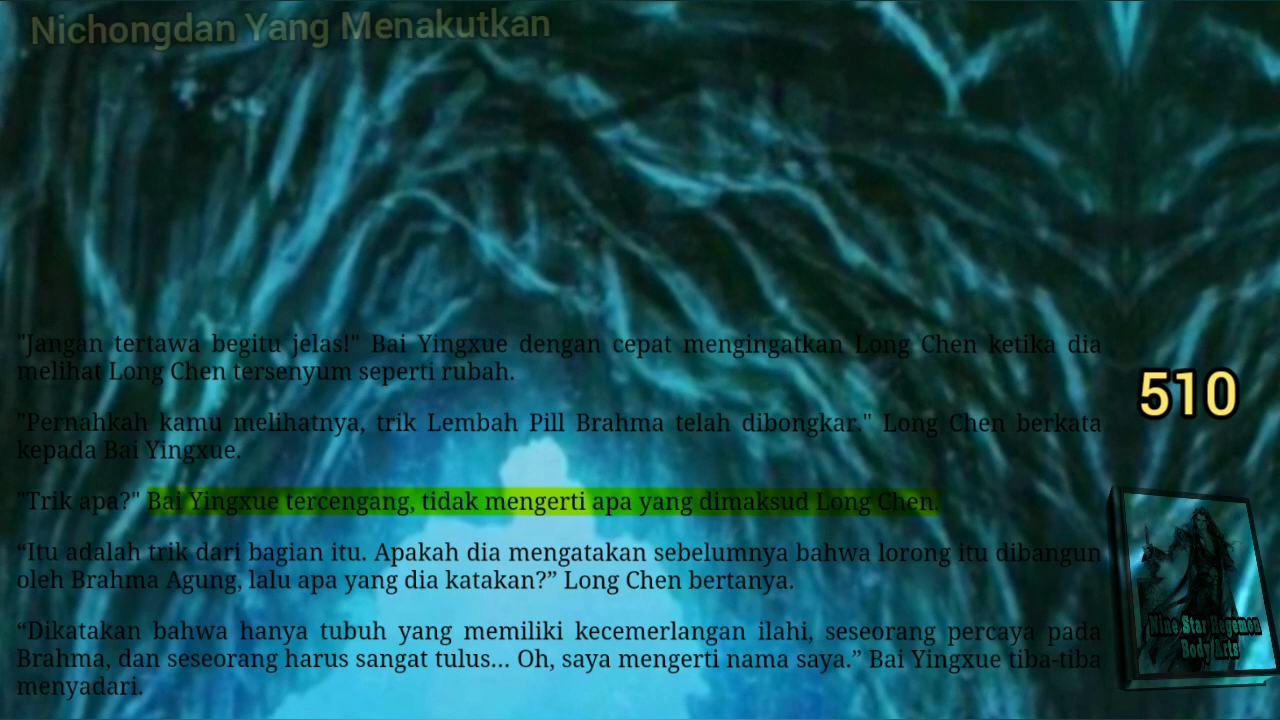 Nichongdan Yang Menakutkan
"Jangan tertawa begitu jelas!" Bai Yingxue dengan cepat mengingatkan Long Chen ketika dia
melihat Long Chen tersenyum seperti rubah.
"Pernahkah kamu melihatnya, trik Lembah Pill Brahma telah dibongkar." Long Chen berkata
kepada Bai Yingxue.
510
"Trik apa?" Bai Yingxue tercengang, tidak mengerti apa yang dimaksud Long Chen.
“Itu adalah trik dari bagian itu. Apakah dia mengatakan sebelumnya bahwa lorong itu dibangun
oleh Brahma Agung, lalu apa yang dia katakan?” Long Chen bertanya.
“Dikatakan bahwa hanya tubuh yang memiliki kecemerlangan ilahi, seseorang percaya pada
Brahma, dan seseorang harus sangat tulus... Oh, saya mengerti nama saya.” Bai Yingxue tiba-tiba
menyadari.
Nine Star Hegemon
Body Arts